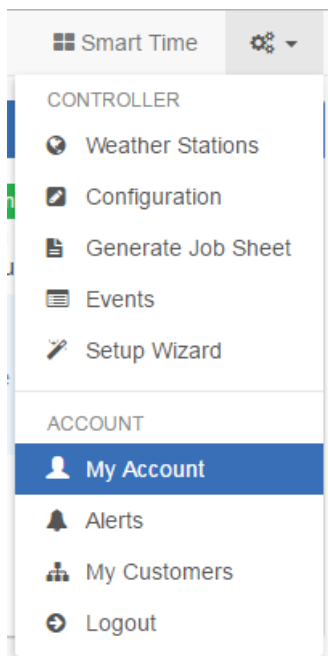 Smart Time
CONTROLLER
Weather Stations
Configuration
Generate Job Sheet
Events
Setup Wizard
ACCOUNT
My Account
Alerts
My Customers
Logout